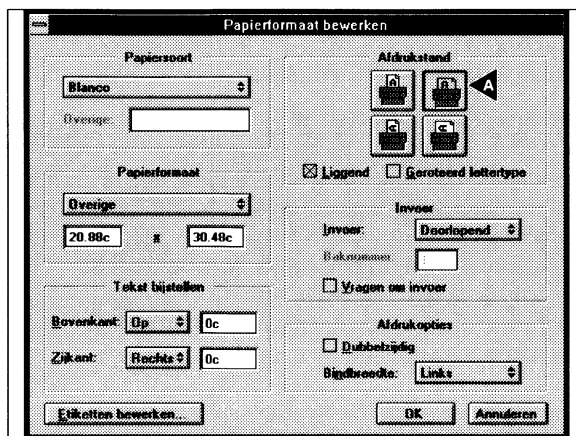 Papierformaat bewerken
Papiersoort
Blanco
Overige:
Papierformaat
Overige
20.88c x 30.48c
Tekst bijstellen
Bovenkant: Op 0c
Zijkant: Rechts 0c
Etiketten bewerken...
Afdrukstand
A
Liggend Geroteerd lettertype
Invoer
Invoer: Doorlopend
Baknummer:
Vragen om invoer
Afdrukopties
Dubbelzijdig
Bindbreedte: Links
OK Annuleren